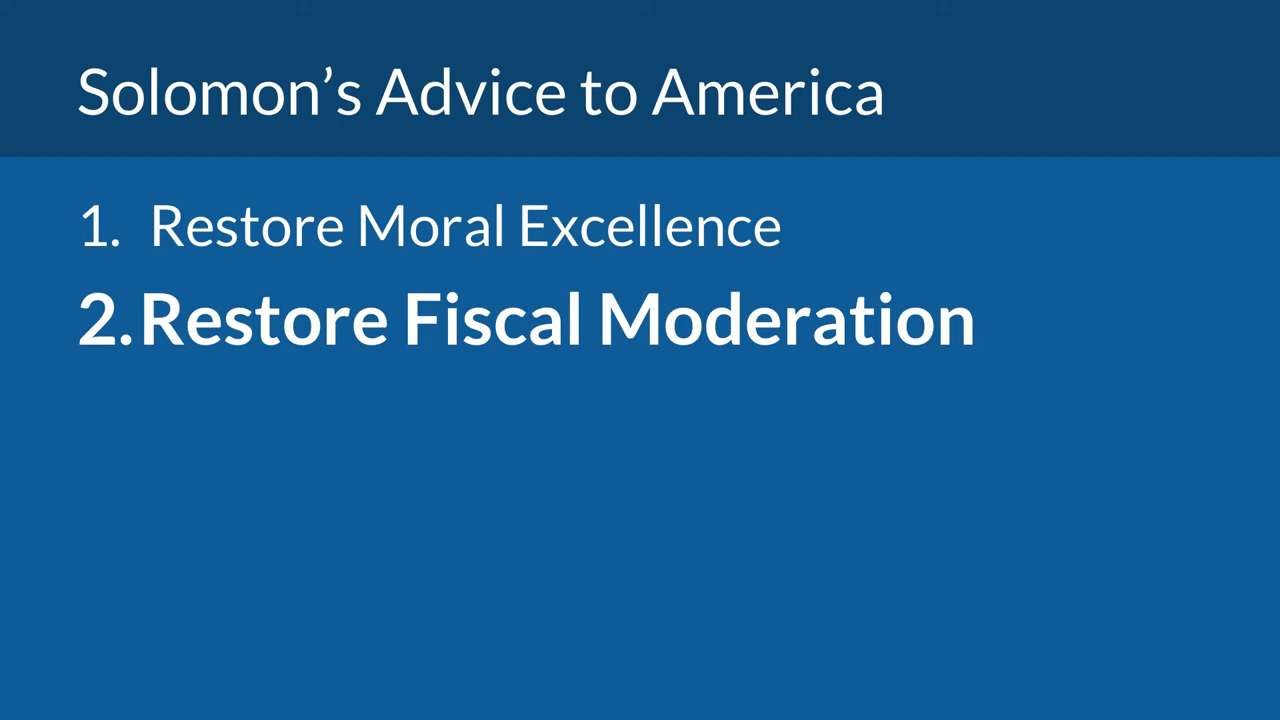 Solomon’s Advice to America
1. Restore Moral Excellence
2. Restore Fiscal Moderation